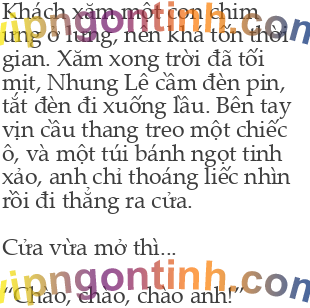 Khách xăm một con chim
ưng ở lưng, nên khá tốn thời
gian. Xăm xong trời đã tối
mịt, Nhung Lê cầm đèn pin,
tắt đèn đi xuống lầu. Bên tay
vịn cầu thang treo một chiếc
ô, và một túi bánh ngọt tinh
xảo, anh chỉ thoáng liếc nhìn
rồi đi thẳng ra cửa.
Cửa vừa mở thì...
“Chào, chào, chào anh!”
vipngontinh.com
vipngontinh.com